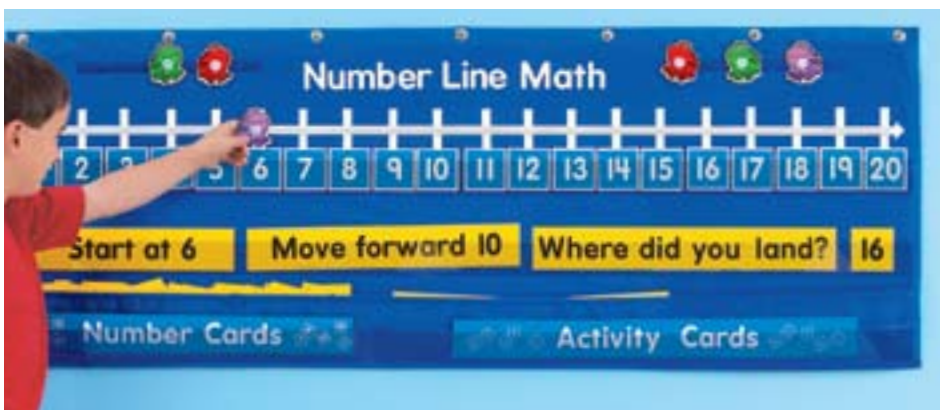 Number Line Math
2 3 5 6 7 8 9 10 11 12 13 14 15 16 17 18 19 20
Start at 6
Move forward 10
Where did you land?
16
Number Cards
Activity Cards